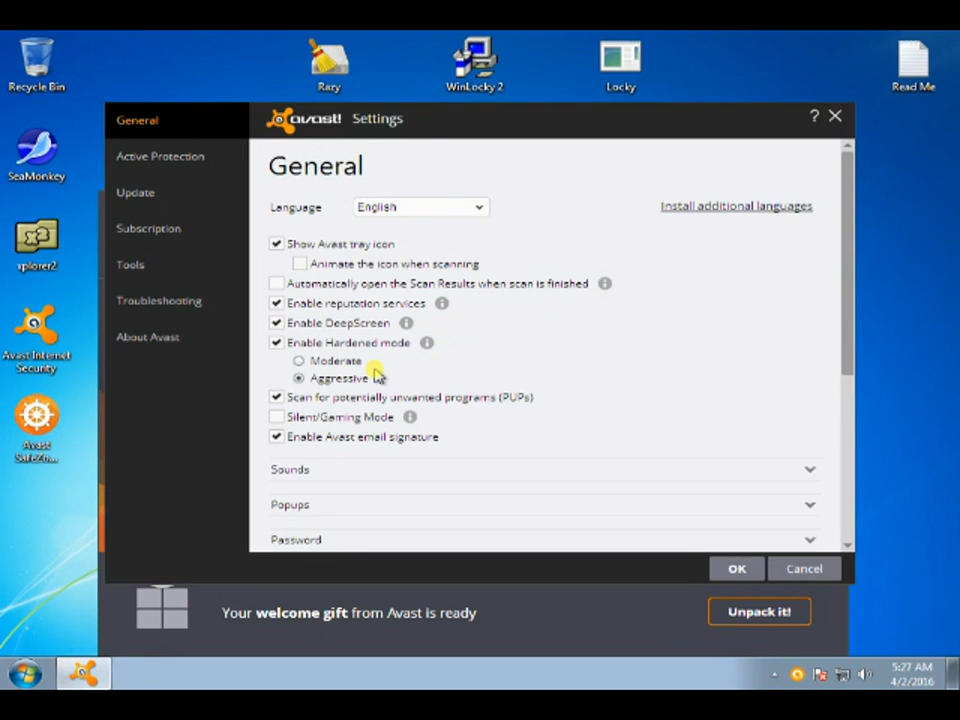 Recycle Bin
Razy
WinLocky 2
Locky
Read Me
SeaMonkey
xplorer2
Avast Internet
Security
Avast
SafeZo...
General
Active Protection
Update
Subscription
Tools
Troubleshooting
About Avast
avast! Settings
? 
General
Language English
Install additional languages
Show Avast tray icon
Animate the icon when scanning
Automatically open the Scan Results when scan is finished
Enable reputation services
Enable DeepScreen
Enable Hardened mode
Moderate
Aggressive
Scan for potentially unwanted programs (PUPs)
Silent/Gaming Mode
Enable Avast email signature
Sounds
Popups
Password
OK Cancel
Your welcome gift from Avast is ready
Unpack it!
5:27 AM
4/2/2016